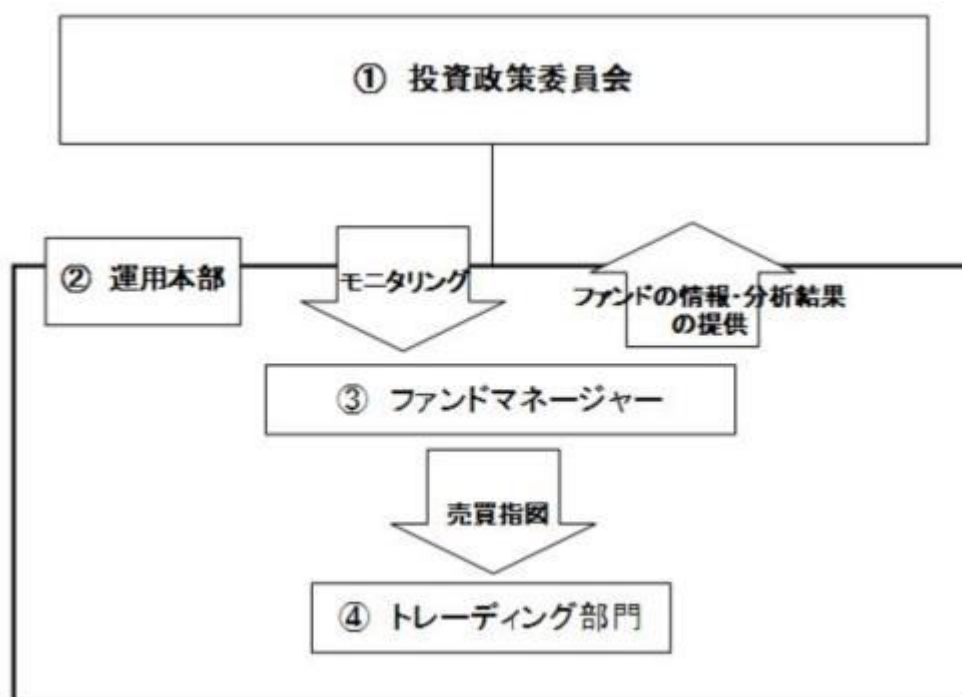 ① 投資政策委員会
② 運用本部
モニタリング
ファンドの情報・分析結果
の提供
③ ファンドマネージャー
売買指図
④ トレーディング部門